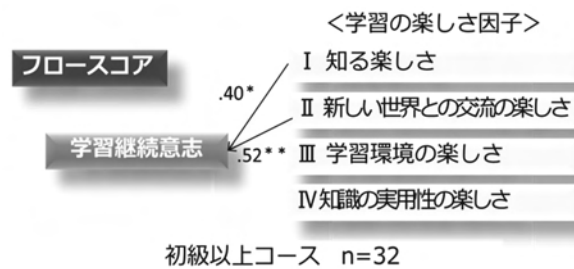 ＜学習の楽しさ因子＞
フロースコア
Ⅰ 知る楽しさ
.40*
Ⅱ 新しい世界との交流の楽しさ
学習継続意志
.52**
Ⅲ 学習環境の楽しさ
Ⅳ知識の実用性の楽しさ
初級以上コース n=32